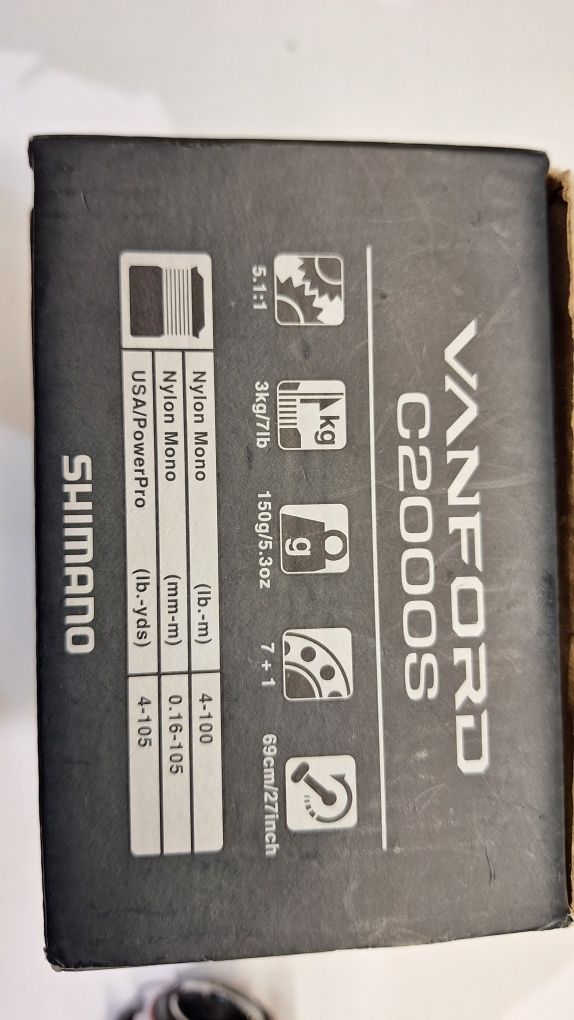 VANFORD
C2000S
kg
g
5.1:1 3kg/7lb 150g/5.3oz 7 + 1 69cm/27inch
Nylon Mono (lb.-m) 4-100
Nylon Mono (mm-m) 0.16-105
USA/PowerPro (lb.-yds) 4-105
SHIMANO